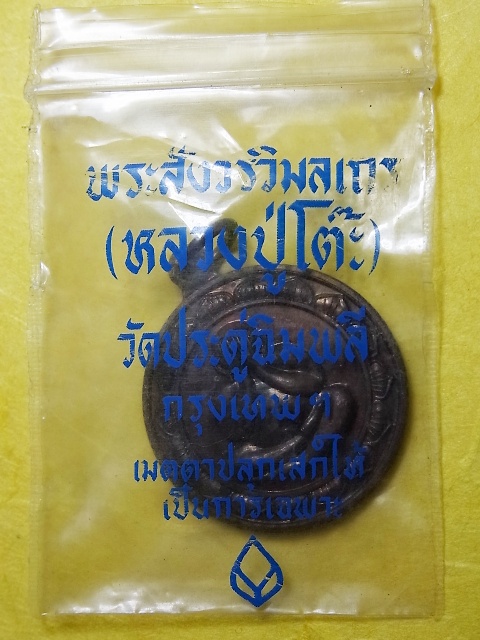 พระสังวรวิมลเถร
(หลวงปู่โต๊ะ)
วัดประดู่ฉิมพลี
กรุงเทพฯ
เมตตาปลุกเสกให้
เป็นการเฉพาะ